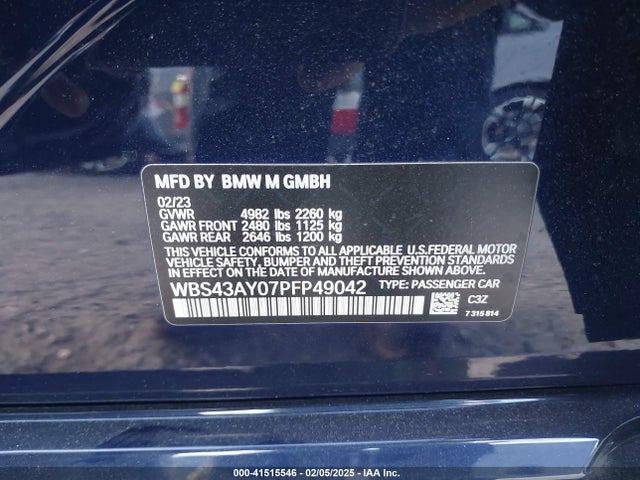 MFD BY BMW M GMBH
02/23
GVWR 4982 lbs 2260 kg
GAWR FRONT 2480 lbs 1125 kg
GAWR REAR 2646 lbs 1200 kg
THIS VEHICLE CONFORMS TO ALL APPLICABLE U.S.FEDERAL MOTOR
VEHICLE SAFETY, BUMPER AND THEFT PREVENTION STANDARDS
IN EFFECT ON THE DATE OF MANUFACTURE SHOWN ABOVE.
WBS43AY07PFP49042 TYPE: PASSENGER CAR
C3Z
7 315 814
000-41515546 - 02/05/2025 - IAA Inc.